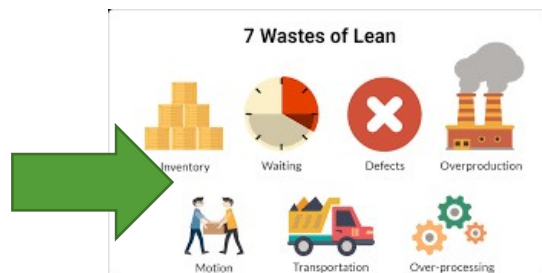 7 Wastes of Lean
Inventory
Waiting
Defects
Overproduction
Motion
Transportation
Over-processing